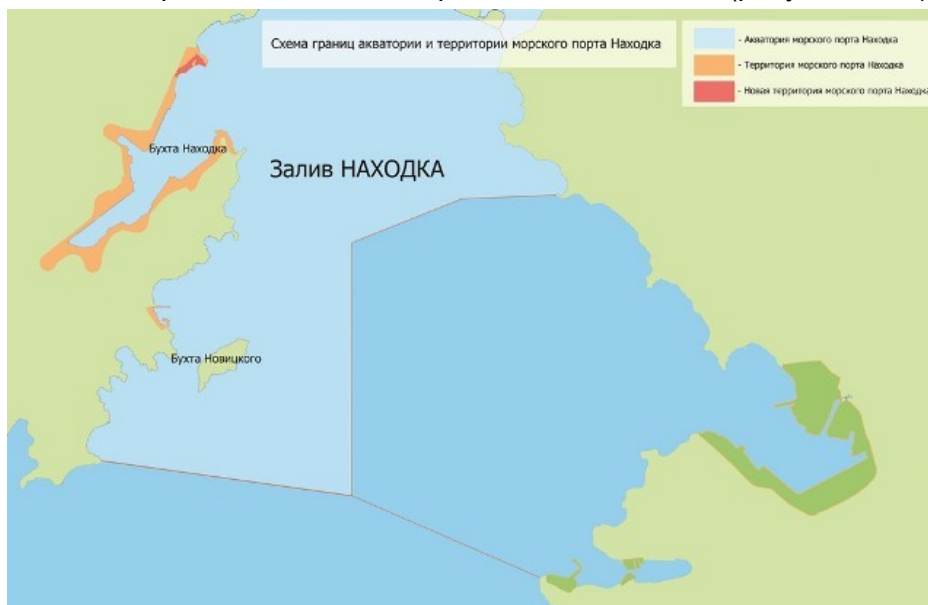 Схема границ акватории и территории морского порта Находка
- Акватория морского порта Находка
- Территория морского порта Находка
- Новая территория морского порта Находка
Бухта Находка
Залив НАХОДКА
Бухта Новицкого